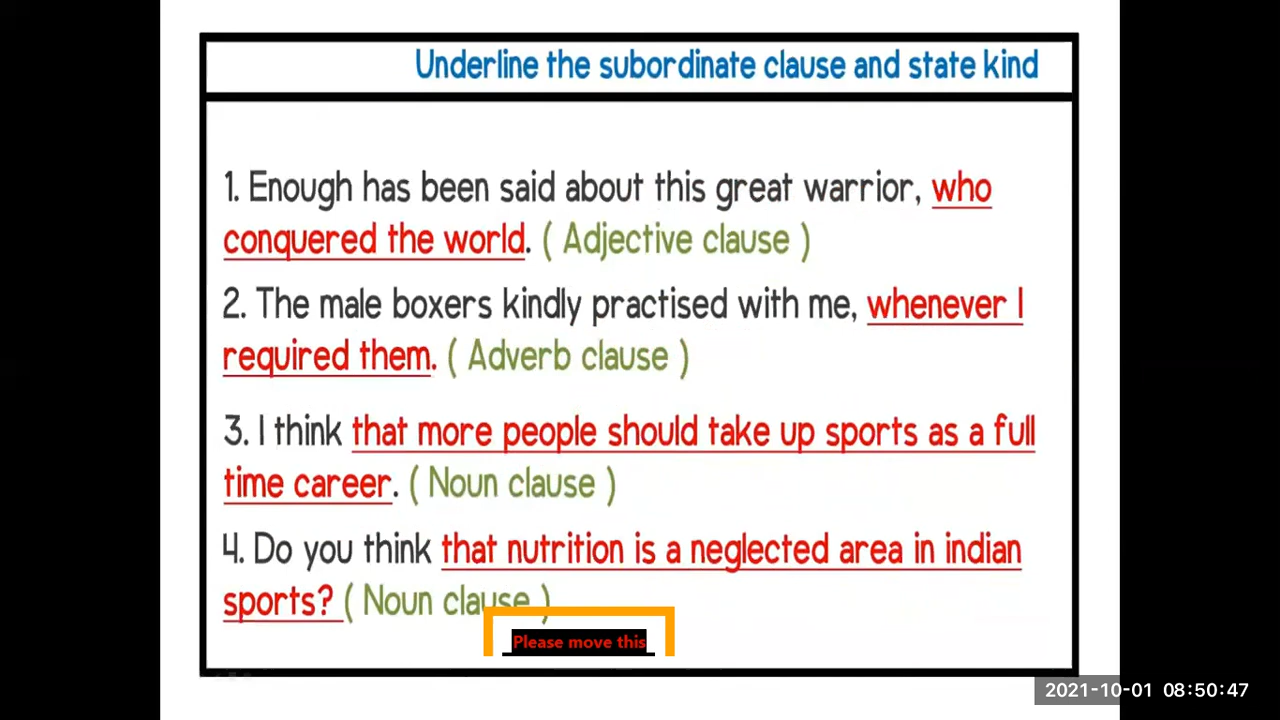 Underline the subordinate clause and state kind
1. Enough has been said about this great warrior, who
conquered the world. ( Adjective clause )
2. The male boxers kindly practised with me, whenever I
required them. ( Adverb clause )
3. I think that more people should take up sports as a full
time career. ( Noun clause )
4. Do you think that nutrition is a neglected area in indian
sports? ( Noun clause )
Please move this
2021-10-01 08:50:47